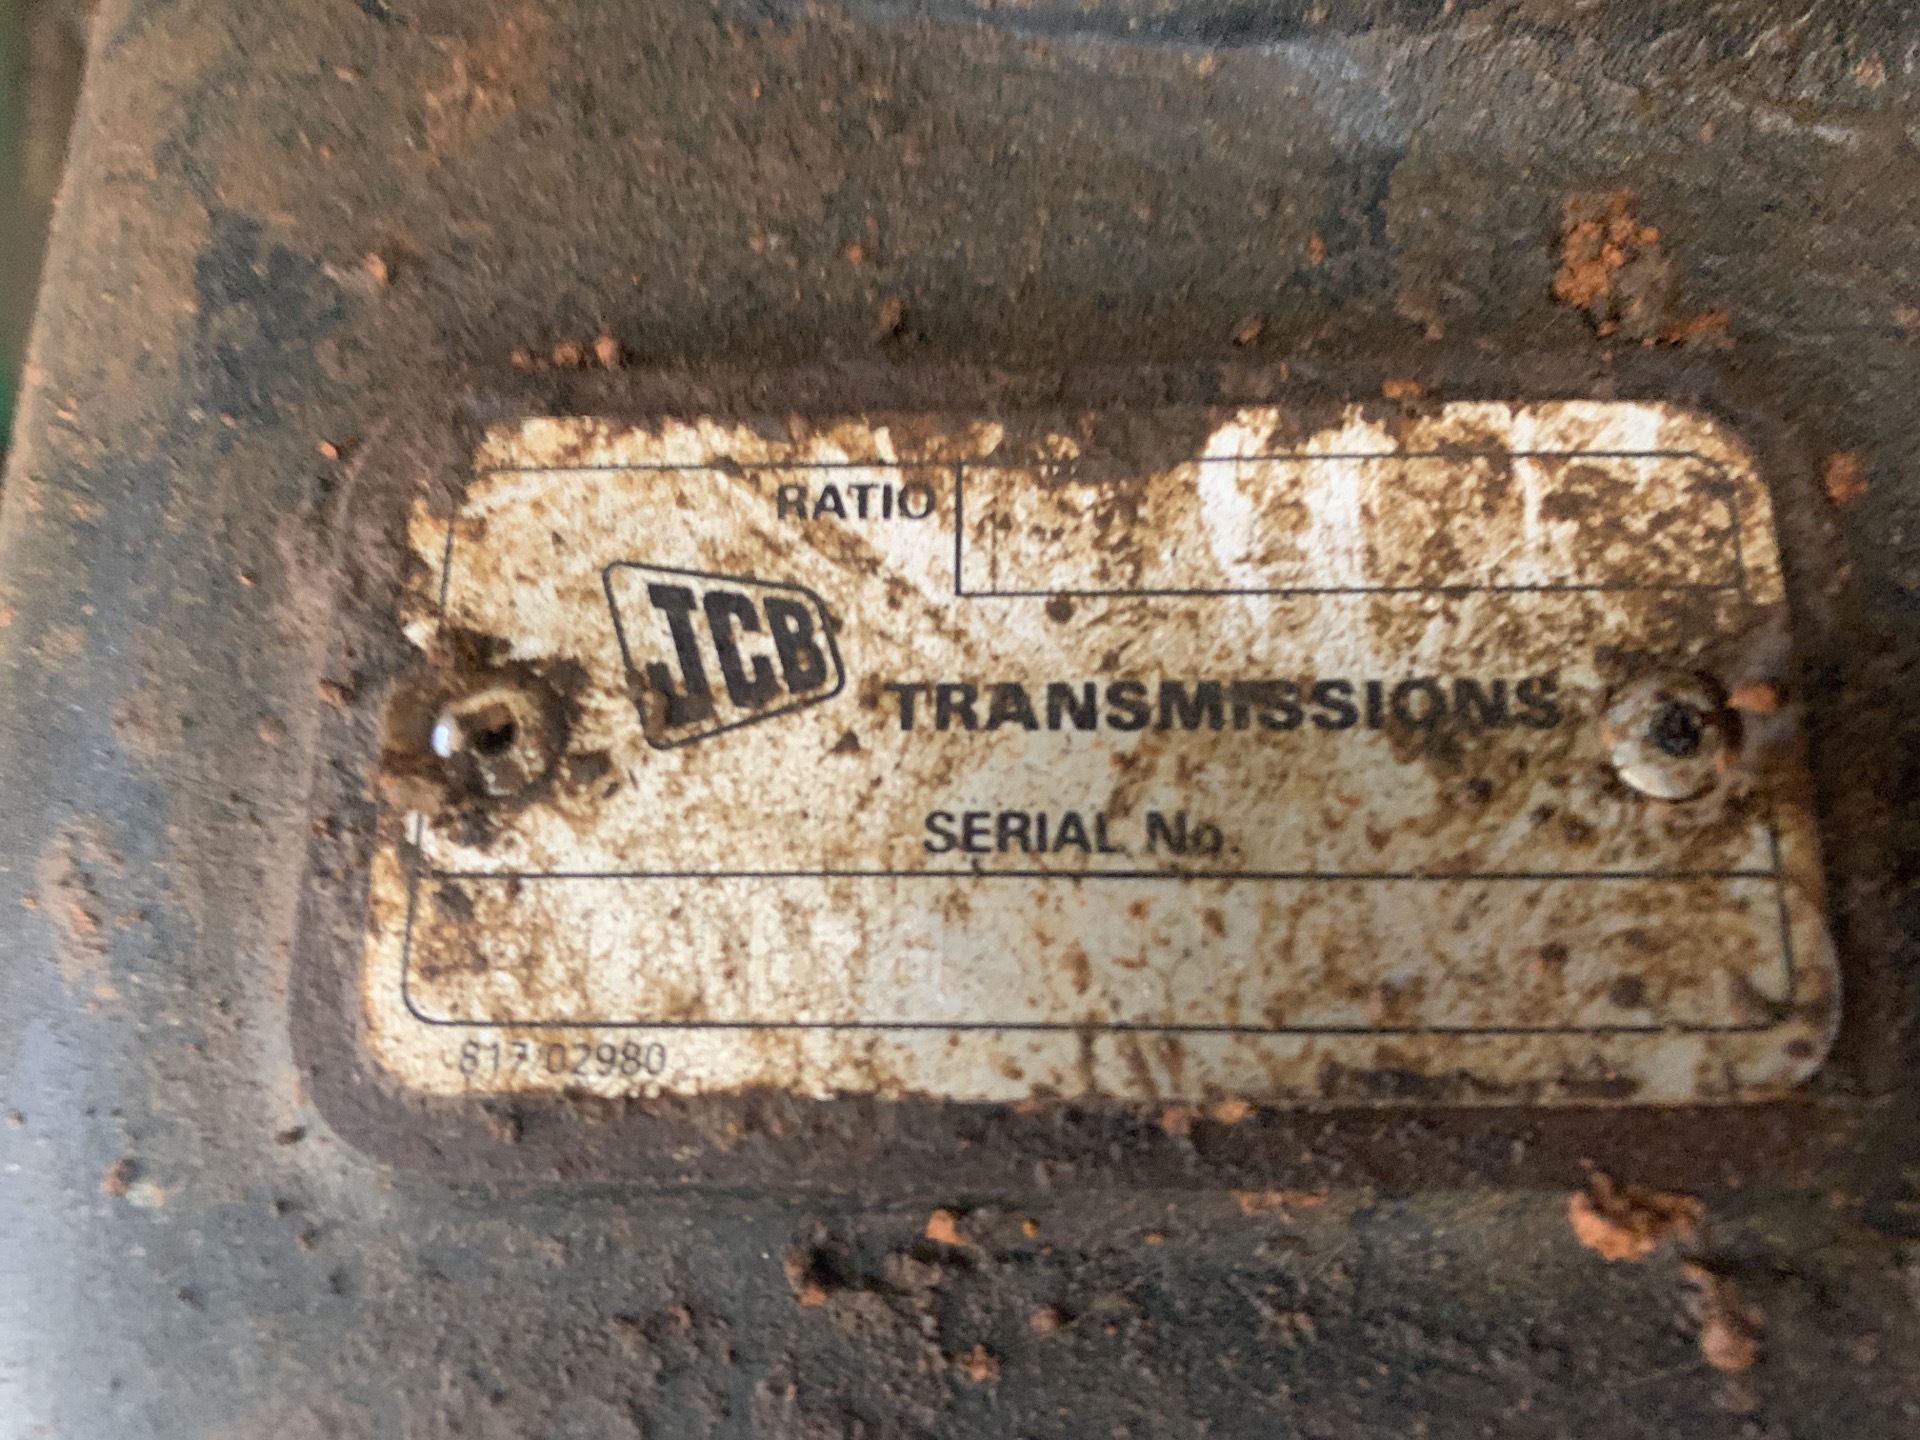 RATIO
JCB
TRANSMISSIONS
SERIAL No.
817 02980